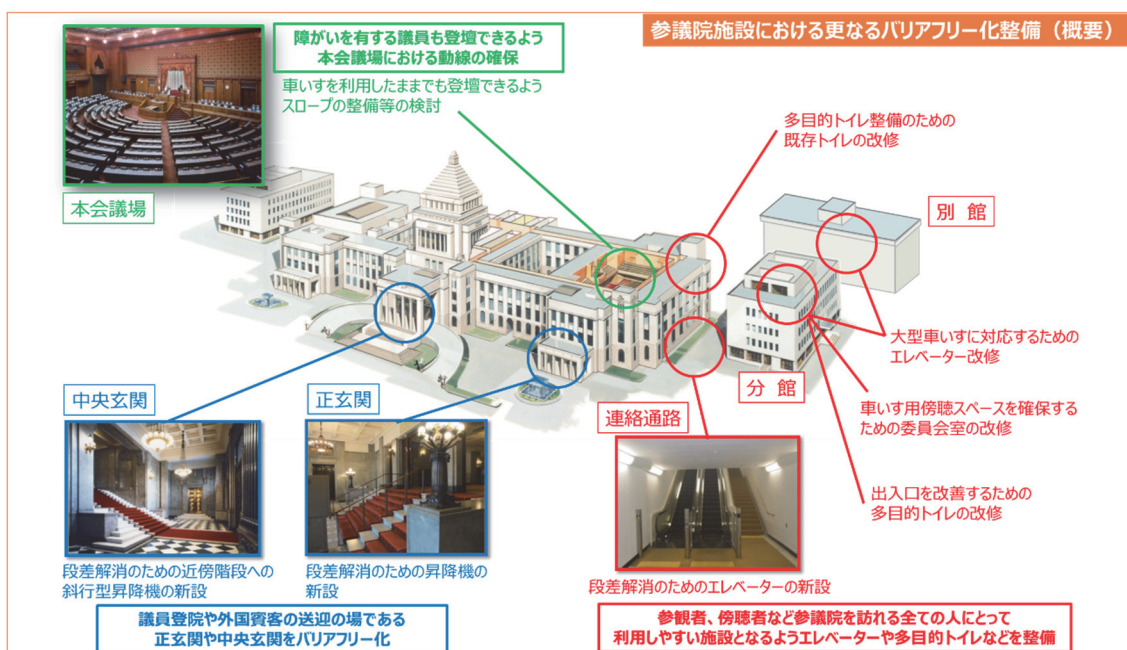 参議院施設における更なるバリアフリー化整備（概要）
障がいを有する議員も登壇できるよう
本会議場における動線の確保
車いすを利用したままでも登壇できるよう
スロープの整備等の検討
本会議場
多目的トイレ整備のための
既存トイレの改修
別 館
大型車いすに対応するための
エレベーター改修
分 館
車いす用傍聴スペースを確保する
ための委員会室の改修
出入口を改善するための
多目的トイレの改修
中央玄関
段差解消のための近傍階段への
斜行型昇降機の新設
正玄関
段差解消のための昇降機の
新設
議員登院や外国賓客の送迎の場である
正玄関や中央玄関をバリアフリー化
連絡通路
段差解消のためのエレベーターの新設
参観者、傍聴者など参議院を訪れる全ての人にとって
利用しやすい施設となるようエレベーターや多目的トイレなどを整備